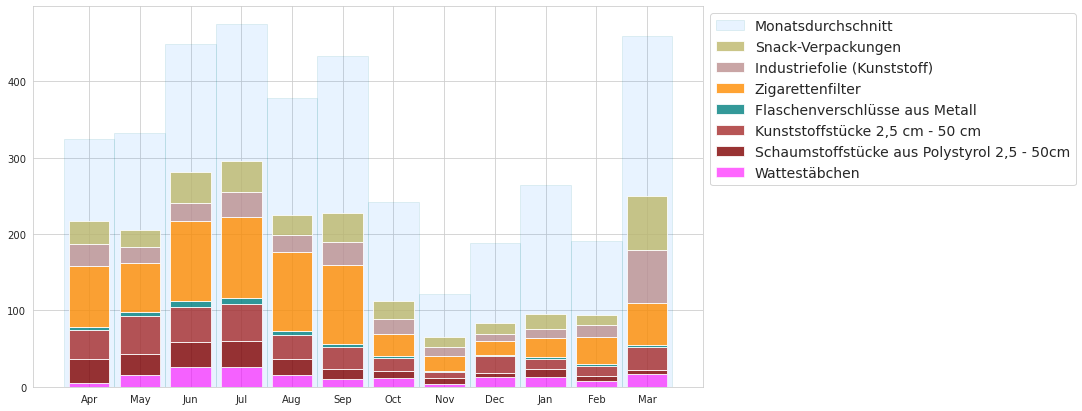 400
300
200
100
0
Apr May Jun Jul Aug Sep Oct Nov Dec Jan Feb Mar
Monatsdurchschnitt
Snack-Verpackungen
Industriefolie (Kunststoff)
Zigarettenfilter
Flaschenverschlüsse aus Metall
Kunststoffstücke 2,5 cm - 50 cm
Schaumstoffstücke aus Polystyrol 2,5 - 50cm
Wattestäbchen